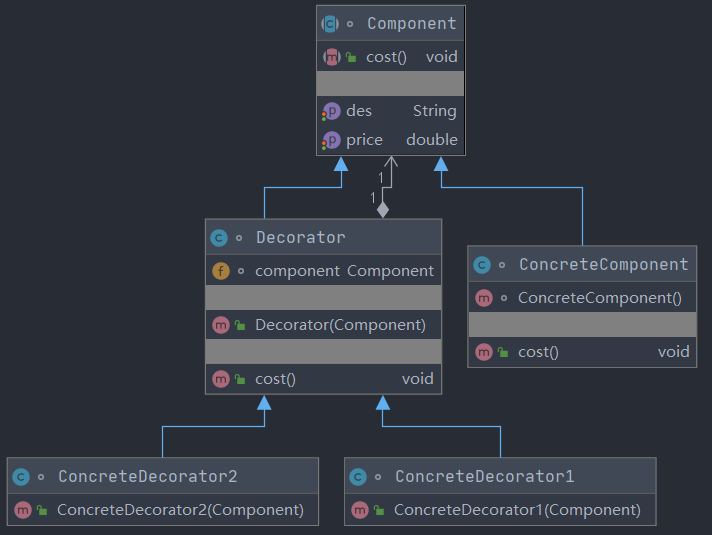 Component
cost() void
des String
price double
1
1
Decorator
component Component
Decorator(Component)
cost() void
ConcreteComponent
ConcreteComponent()
cost() void
ConcreteDecorator2
ConcreteDecorator2(Component)
ConcreteDecorator1
ConcreteDecorator1(Component)